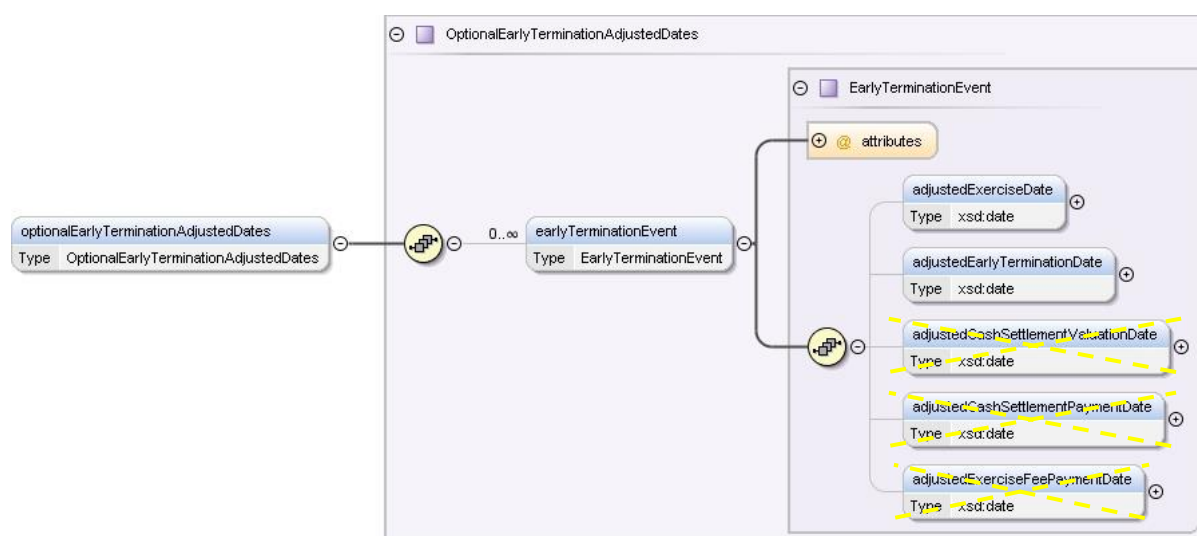 OptionalEarlyTerminationAdjustedDates
EarlyTerminationEvent
@ attributes
adjustedExerciseDate
Type xsd:date
optionalEarlyTerminationAdjustedDates
Type OptionalEarlyTerminationAdjustedDates
0..∞
earlyTerminationEvent
Type EarlyTerminationEvent
adjustedEarlyTerminationDate
Type xsd:date
adjustedCashSettlementValuationDate
Type xsd:date
adjustedCashSettlementPaymentDate
Type xsd:date
adjustedExerciseFeePaymentDate
Type xsd:date